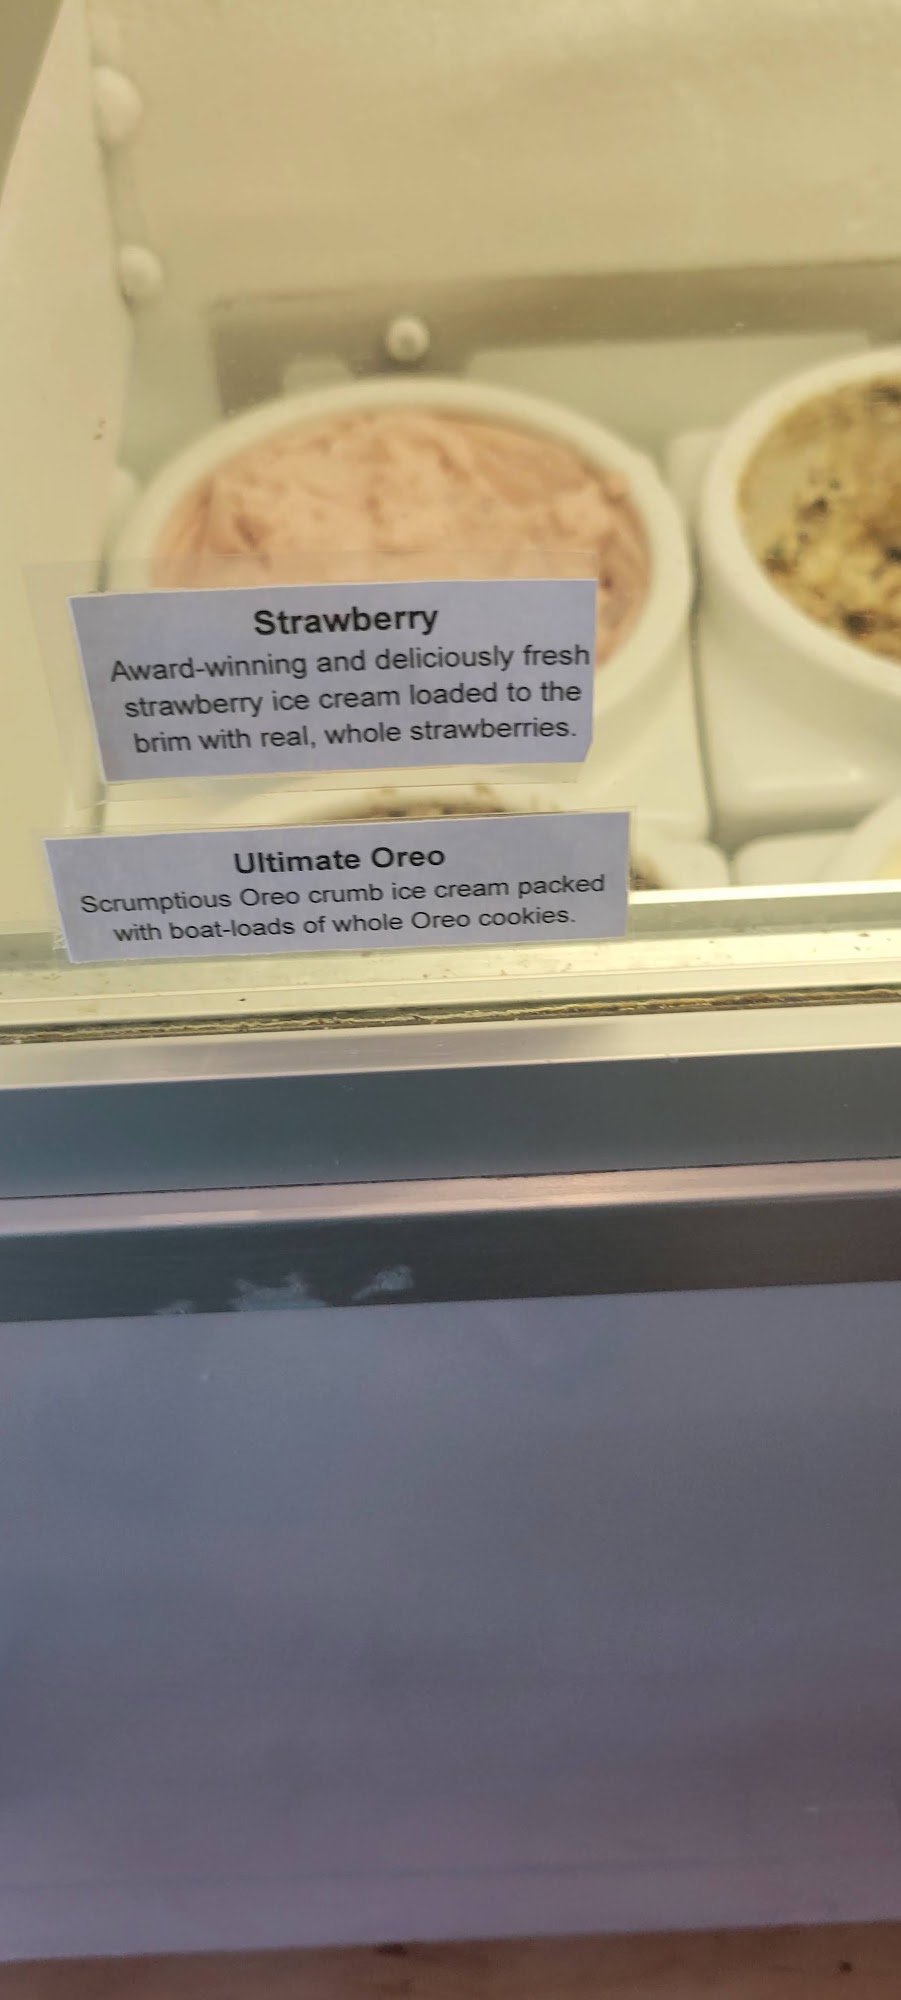 Strawberry
Award-winning and deliciously fresh
strawberry ice cream loaded to the
brim with real, whole strawberries.
Ultimate Oreo
Scrumptious Oreo crumb ice cream packed
with boat-loads of whole Oreo cookies.